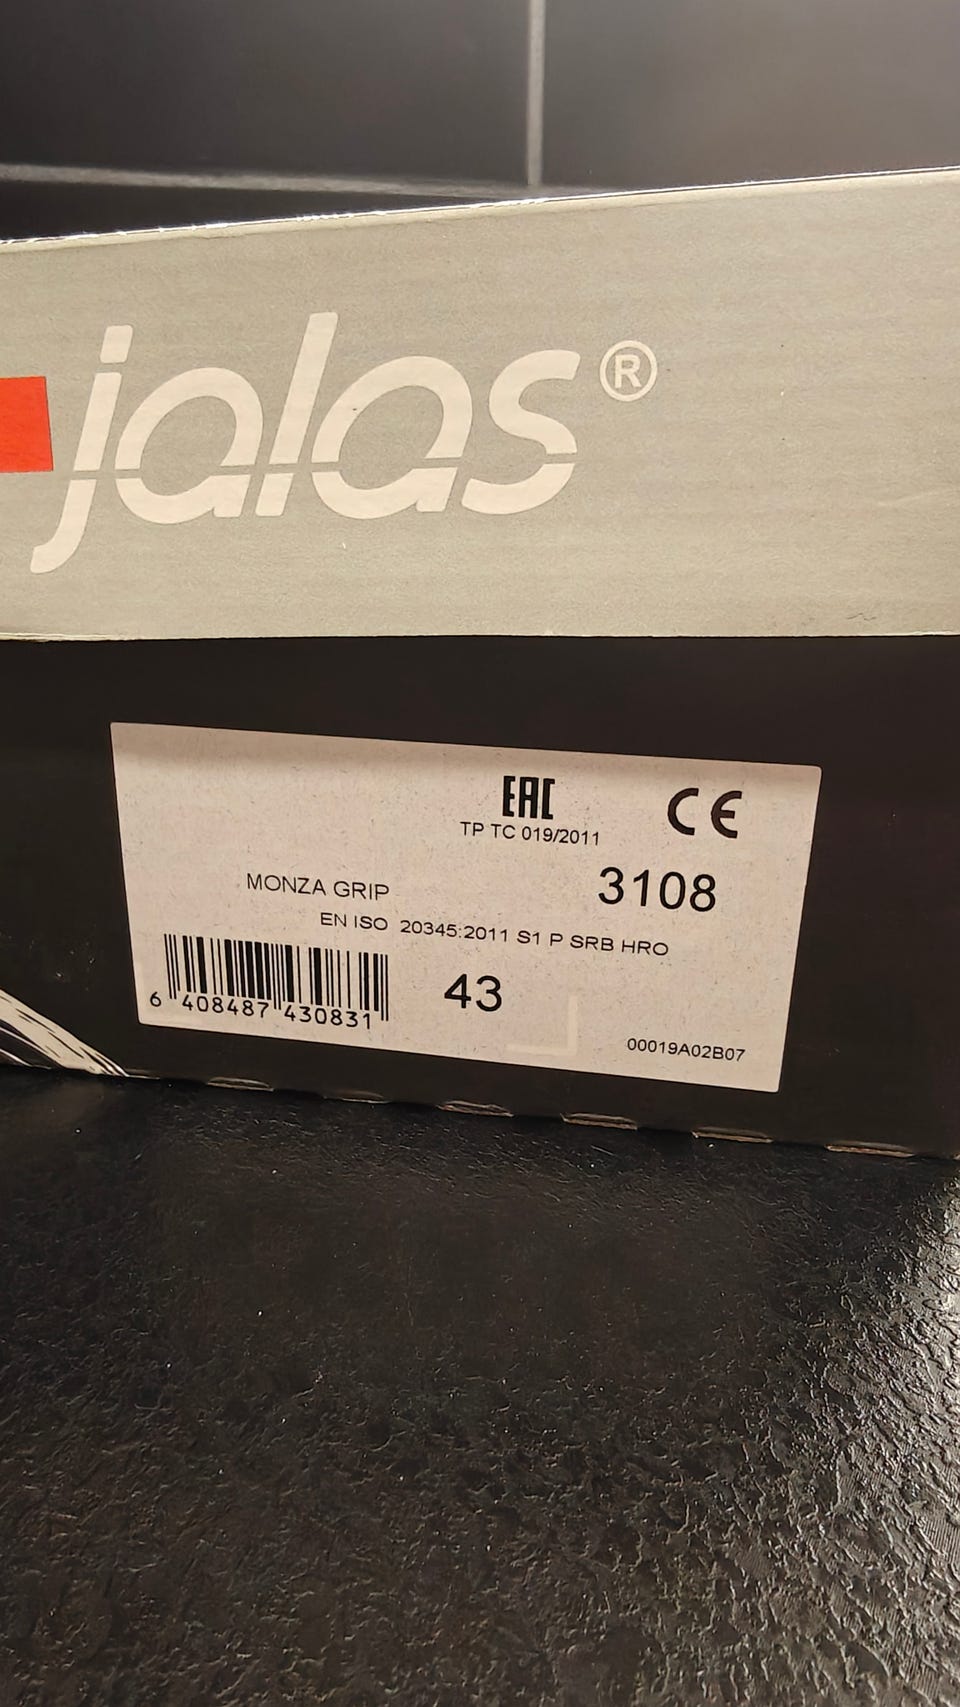 jalas®
EAC
TP TC 019/2011
CE
3108
MONZA GRIP
EN ISO 20345:2011 S1 P SRB HRO
43
6 408487 430831
00019A02B07